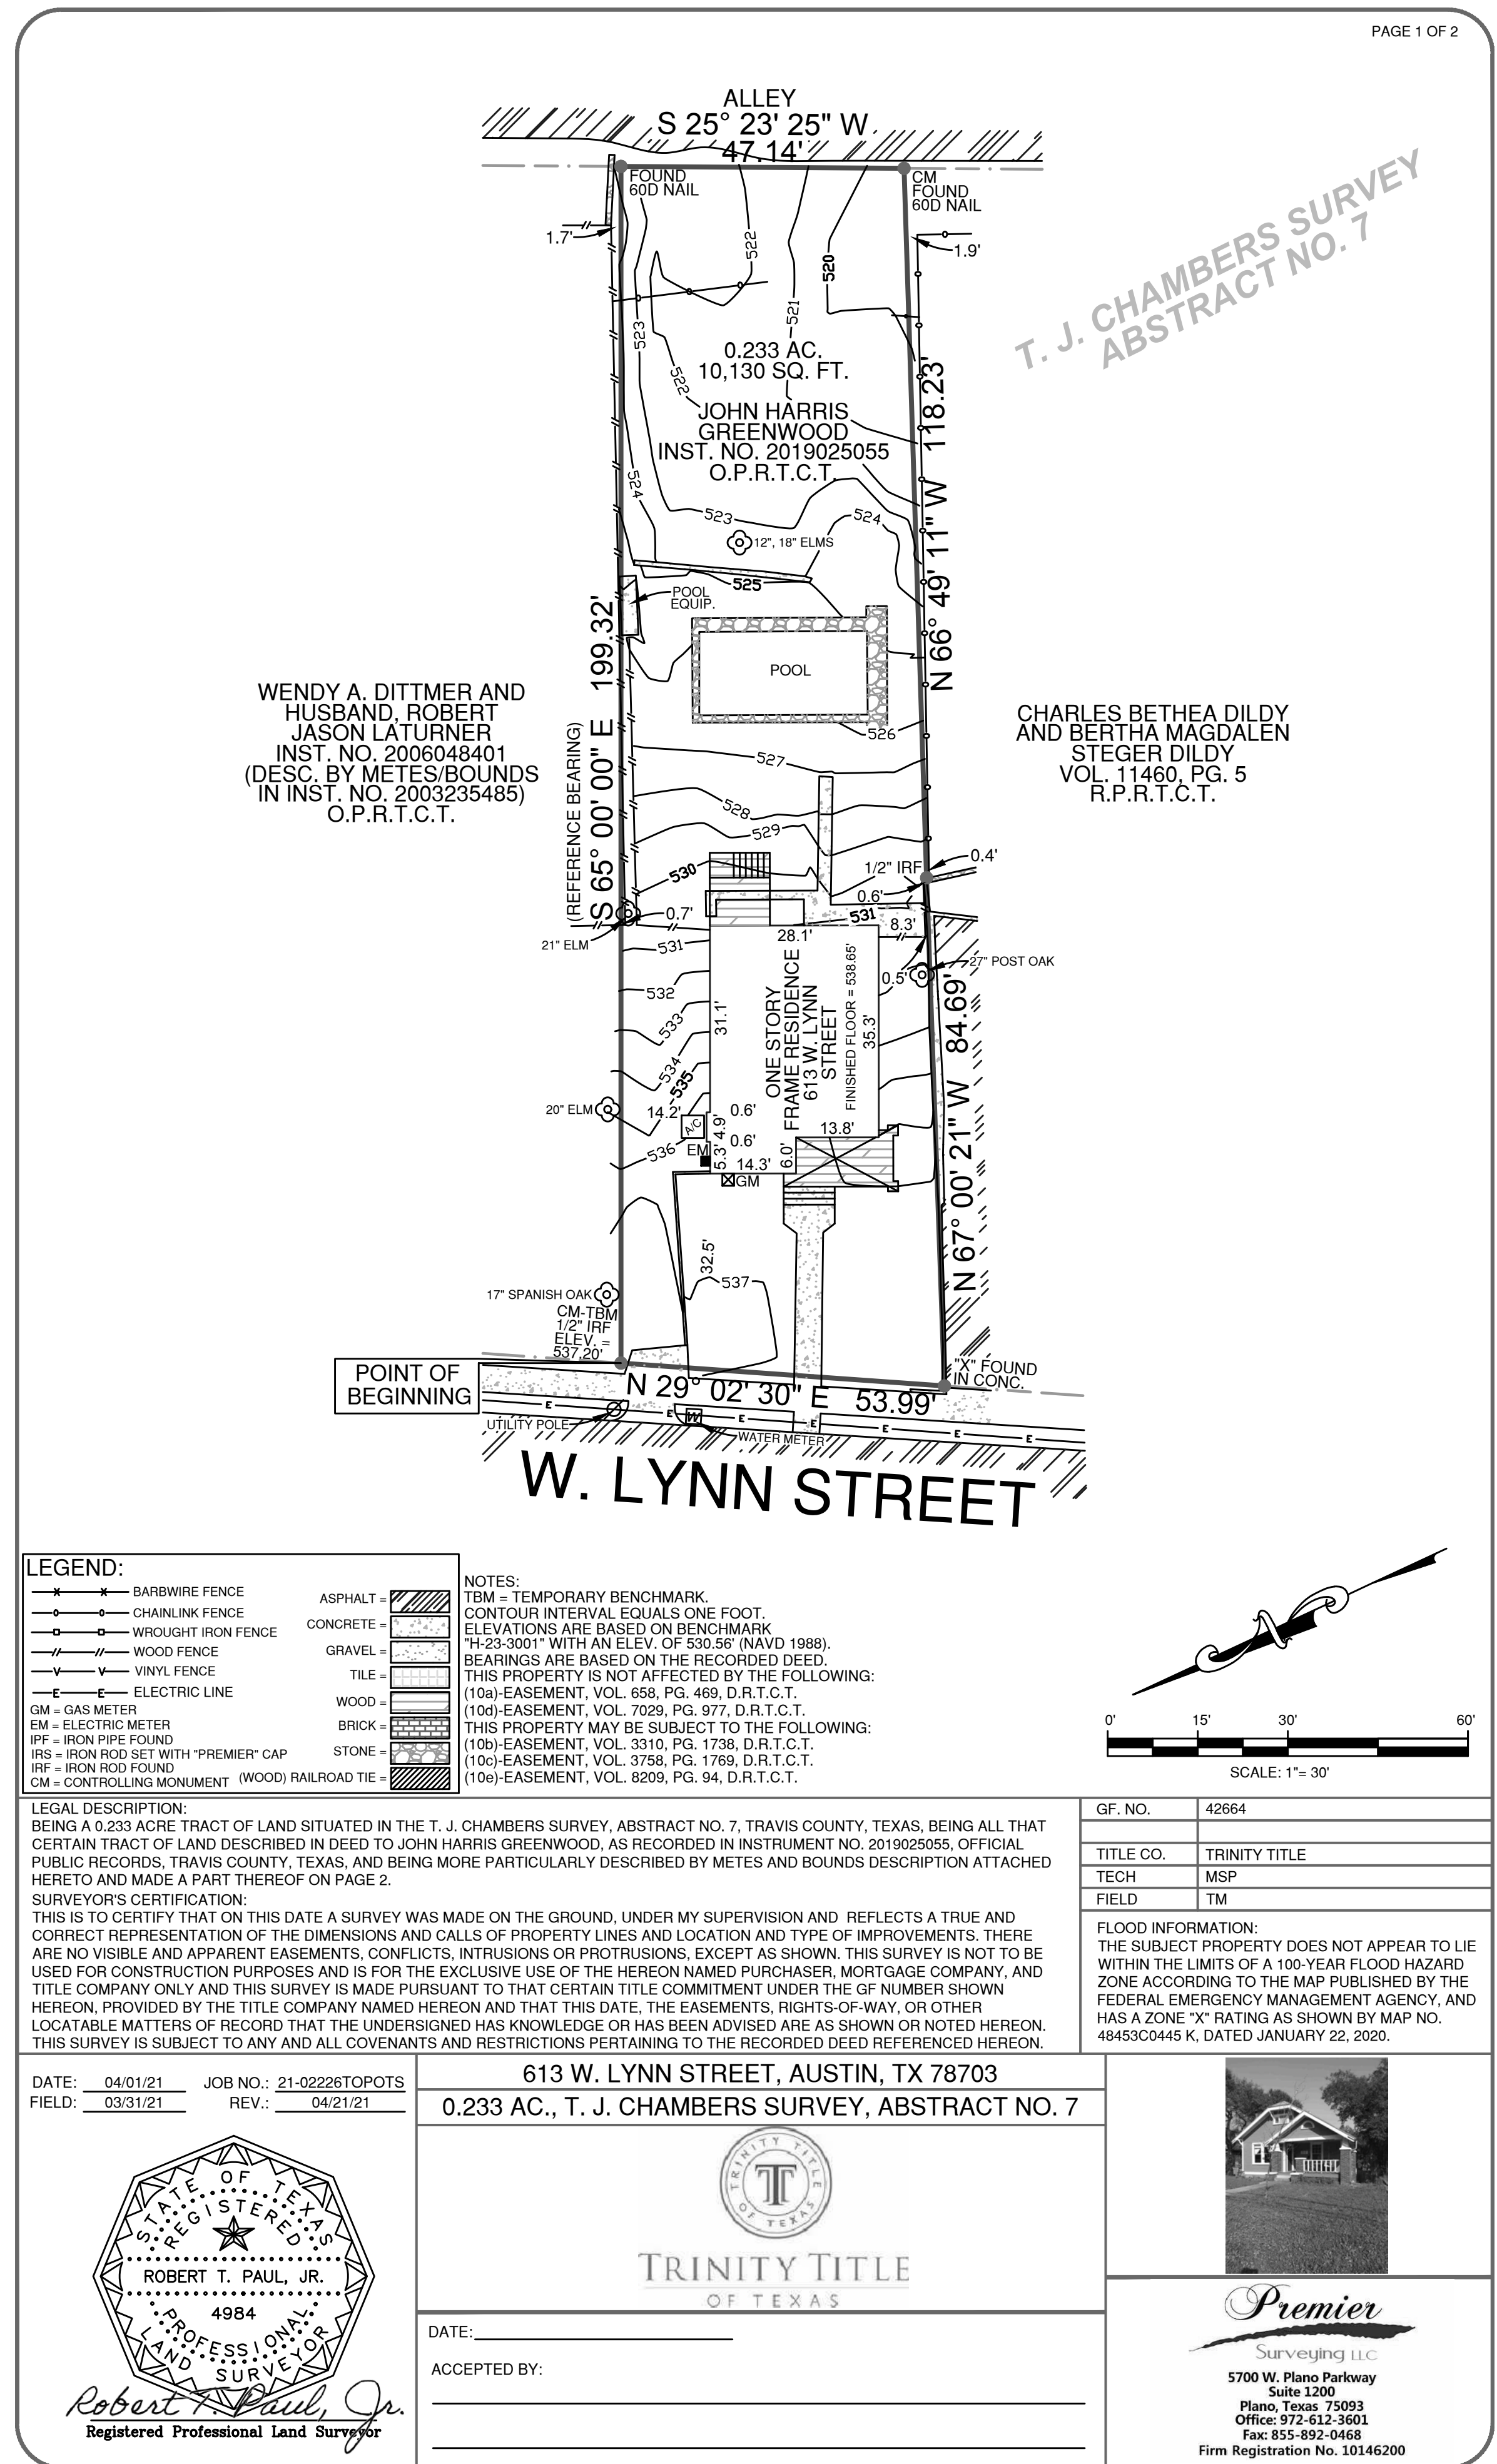 PAGE 1 OF 2
ALLEY
S 25° 23' 25" W
47.14'
FOUND
60D NAIL
CM
FOUND
60D NAIL
1.7'
1.9'
T. J. CHAMBERS SURVEY
ABSTRACT NO. 7
522
521
520
523
522
0.233 AC.
10,130 SQ. FT.
JOHN HARRIS
GREENWOOD
INST. NO. 2019025055
O.P.R.T.C.T.
N 66° 49' 11" W 118.23'
524
523
524
12", 18" ELMS
525
POOL
EQUIP.
POOL
S 65° 00' 00" E 199.32'
(REFERENCE BEARING)
WENDY A. DITTMER AND
HUSBAND, ROBERT
JASON LATURNER
INST. NO. 2006048401
(DESC. BY METES/BOUNDS
IN INST. NO. 2003235485)
O.P.R.T.C.T.
CHARLES BETHEA DILDY
AND BERTHA MAGDALEN
STEGER DILDY
VOL. 11460, PG. 5
R.P.R.T.C.T.
526
527
528
529
530
1/2" IRF
0.4'
0.6'
531
8.3'
0.7'
21" ELM
28.1'
531
27" POST OAK
0.5'
532
533
534
535
31.1'
ONE STORY
FRAME RESIDENCE
613 W. LYNN
STREET
FINISHED FLOOR = 538.65'
35.3'
N 67° 00' 21" W 84.69'
20" ELM
14.2'
A/C
4.9'
0.6'
0.6'
13.8'
536
EM
5.3'
14.3'
6.0'
GM
32.5'
537
17" SPANISH OAK
CM-TBM
1/2" IRF
ELEV. =
537.20'
POINT OF
BEGINNING
"X" FOUND
IN CONC.
N 29° 02' 30" E 53.99'
E E E E E E E
W
UTILITY POLE
WATER METER
W. LYNN STREET
LEGEND:
x x BARBWIRE FENCE
o o CHAINLINK FENCE
WROUGHT IRON FENCE
// // WOOD FENCE
V V VINYL FENCE
E E ELECTRIC LINE
GM = GAS METER
EM = ELECTRIC METER
IPF = IRON PIPE FOUND
IRS = IRON ROD SET WITH "PREMIER" CAP
IRF = IRON ROD FOUND
CM = CONTROLLING MONUMENT
ASPHALT =
CONCRETE =
GRAVEL =
TILE =
WOOD =
BRICK =
STONE =
(WOOD) RAILROAD TIE =
NOTES:
TBM = TEMPORARY BENCHMARK.
CONTOUR INTERVAL EQUALS ONE FOOT.
ELEVATIONS ARE BASED ON BENCHMARK
"H-23-3001" WITH AN ELEV. OF 530.56' (NAVD 1988).
BEARINGS ARE BASED ON THE RECORDED DEED.
THIS PROPERTY IS NOT AFFECTED BY THE FOLLOWING:
(10a)-EASEMENT, VOL. 658, PG. 469, D.R.T.C.T.
(10d)-EASEMENT, VOL. 7029, PG. 977, D.R.T.C.T.
THIS PROPERTY MAY BE SUBJECT TO THE FOLLOWING:
(10b)-EASEMENT, VOL. 3310, PG. 1738, D.R.T.C.T.
(10c)-EASEMENT, VOL. 3758, PG. 1769, D.R.T.C.T.
(10e)-EASEMENT, VOL. 8209, PG. 94, D.R.T.C.T.
N
0' 15' 30' 60'
SCALE: 1"= 30'
LEGAL DESCRIPTION:
BEING A 0.233 ACRE TRACT OF LAND SITUATED IN THE T. J. CHAMBERS SURVEY, ABSTRACT NO. 7, TRAVIS COUNTY, TEXAS, BEING ALL THAT
CERTAIN TRACT OF LAND DESCRIBED IN DEED TO JOHN HARRIS GREENWOOD, AS RECORDED IN INSTRUMENT NO. 2019025055, OFFICIAL
PUBLIC RECORDS, TRAVIS COUNTY, TEXAS, AND BEING MORE PARTICULARLY DESCRIBED BY METES AND BOUNDS DESCRIPTION ATTACHED
HERETO AND MADE A PART THEREOF ON PAGE 2.
SURVEYOR'S CERTIFICATION:
THIS IS TO CERTIFY THAT ON THIS DATE A SURVEY WAS MADE ON THE GROUND, UNDER MY SUPERVISION AND REFLECTS A TRUE AND
CORRECT REPRESENTATION OF THE DIMENSIONS AND CALLS OF PROPERTY LINES AND LOCATION AND TYPE OF IMPROVEMENTS. THERE
ARE NO VISIBLE AND APPARENT EASEMENTS, CONFLICTS, INTRUSIONS OR PROTRUSIONS, EXCEPT AS SHOWN. THIS SURVEY IS NOT TO BE
USED FOR CONSTRUCTION PURPOSES AND IS FOR THE EXCLUSIVE USE OF THE HEREON NAMED PURCHASER, MORTGAGE COMPANY, AND
TITLE COMPANY ONLY AND THIS SURVEY IS MADE PURSUANT TO THAT CERTAIN TITLE COMMITMENT UNDER THE GF NUMBER SHOWN
HEREON, PROVIDED BY THE TITLE COMPANY NAMED HEREON AND THAT THIS DATE, THE EASEMENTS, RIGHTS-OF-WAY, OR OTHER
LOCATABLE MATTERS OF RECORD THAT THE UNDERSIGNED HAS KNOWLEDGE OR HAS BEEN ADVISED ARE AS SHOWN OR NOTED HEREON.
THIS SURVEY IS SUBJECT TO ANY AND ALL COVENANTS AND RESTRICTIONS PERTAINING TO THE RECORDED DEED REFERENCED HEREON.
GF. NO. 42664
TITLE CO. TRINITY TITLE
TECH MSP
FIELD TM
FLOOD INFORMATION:
THE SUBJECT PROPERTY DOES NOT APPEAR TO LIE
WITHIN THE LIMITS OF A 100-YEAR FLOOD HAZARD
ZONE ACCORDING TO THE MAP PUBLISHED BY THE
FEDERAL EMERGENCY MANAGEMENT AGENCY, AND
HAS A ZONE "X" RATING AS SHOWN BY MAP NO.
48453C0445 K, DATED JANUARY 22, 2020.
DATE: 04/01/21 JOB NO.: 21-02226TOPOTS
FIELD: 03/31/21 REV.: 04/21/21
STATE OF TEXAS
REGISTERED
ROBERT T. PAUL, JR.
4984
PROFESSIONAL
LAND SURVEYOR
Robert T. Paul, Jr.
Registered Professional Land Surveyor
613 W. LYNN STREET, AUSTIN, TX 78703
0.233 AC., T. J. CHAMBERS SURVEY, ABSTRACT NO. 7
TRINITY TITLE
OF TEXAS
TT
TRINITY TITLE
OF TEXAS
DATE:
ACCEPTED BY:
Premier
Surveying LLC
5700 W. Plano Parkway
Suite 1200
Plano, Texas 75093
Office: 972-612-3601
Fax: 855-892-0468
Firm Registration No. 10146200